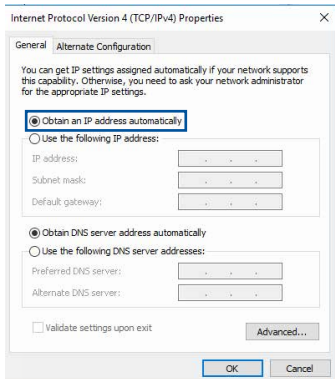 Internet Protocol Version 4 (TCP/IPv4) Properties
General Alternate Configuration
You can get IP settings assigned automatically if your network supports
this capability. Otherwise, you need to ask your network administrator
for the appropriate IP settings.
Obtain an IP address automatically
Use the following IP address:
IP address:
Subnet mask:
Default gateway:
Obtain DNS server address automatically
Use the following DNS server addresses:
Preferred DNS server:
Alternate DNS server:
Validate settings upon exit
Advanced...
OK Cancel